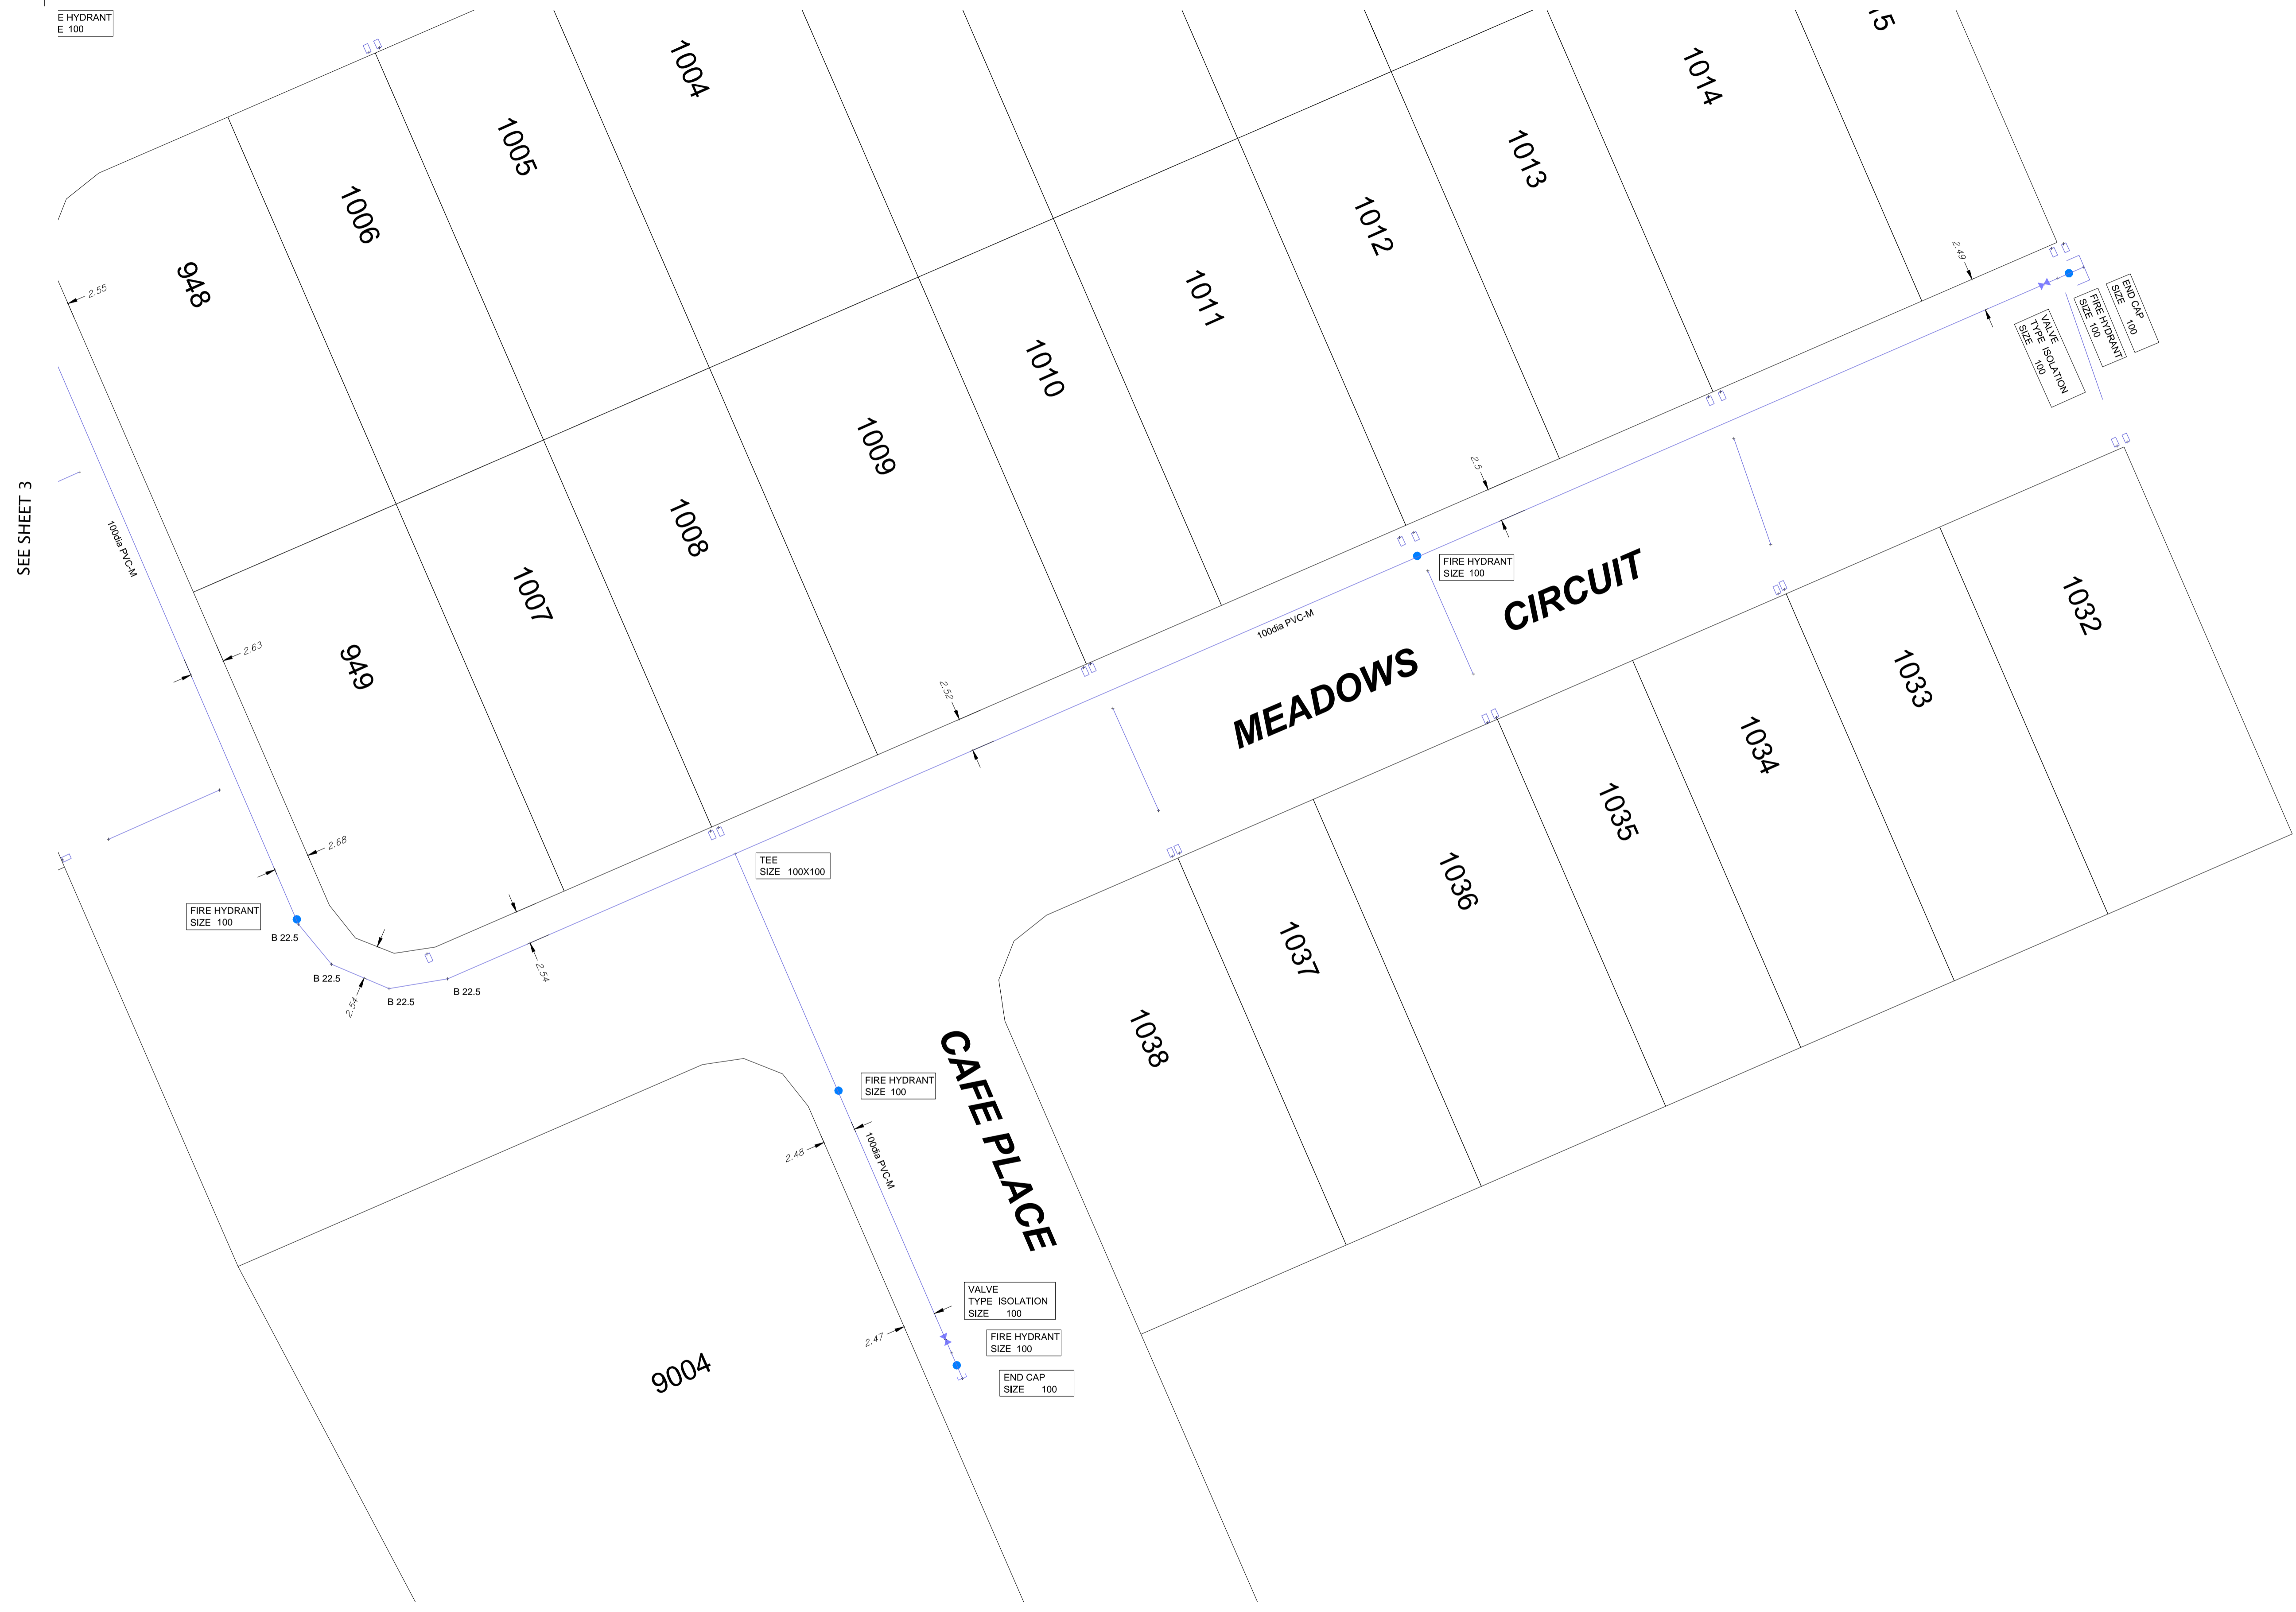 E HYDRANT
E 100
1004
1014
1005
1013
1006
1012
948
1011
2.49
2.55
END CAP
SIZE 100
FIRE HYDRANT
SIZE 100
VALVE
TYPE ISOLATION
SIZE 100
1010
1009
2.5
SEE SHEET 3
100dia PVC-M
1008
1007
FIRE HYDRANT
SIZE 100
CIRCUIT
1032
100dia PVC-M
2.63
949
2.52
MEADOWS
1033
1034
1035
2.68
TEE
SIZE 100X100
1036
FIRE HYDRANT
SIZE 100
B 22.5
B 22.5
B 22.5
B 22.5
2.54
2.54
1037
1038
FIRE HYDRANT
SIZE 100
CAFE PLACE
2.48
100dia PVC-M
VALVE
TYPE ISOLATION
SIZE 100
2.47
FIRE HYDRANT
SIZE 100
END CAP
SIZE 100
9004